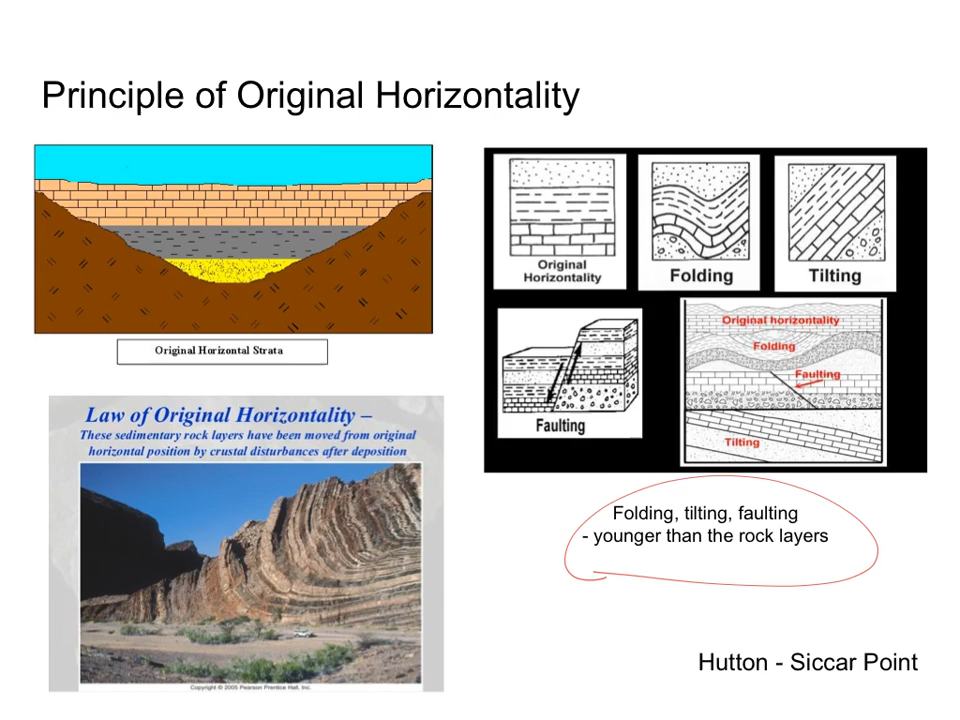 Principle of Original Horizontality
Original Horizontal Strata
Law of Original Horizontality –
These sedimentary rock layers have been moved from original
horizontal position by crustal disturbances after deposition
Copyright © 2005 Pearson Prentice Hall, Inc.
Original
Horizontality
Folding
Tilting
Faulting
Original horizontality
Folding
Faulting
Tilting
Folding, tilting, faulting
- younger than the rock layers
Hutton - Siccar Point